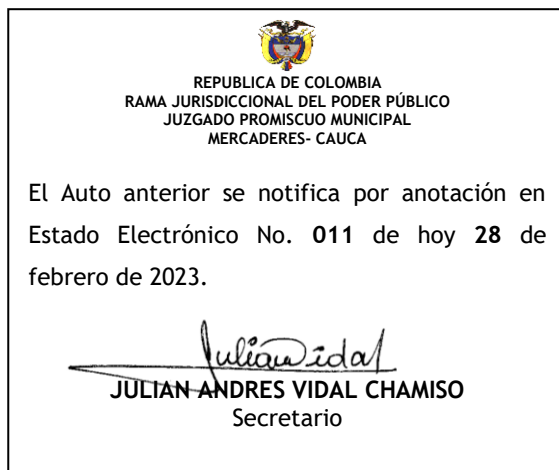 REPUBLICA DE COLOMBIA
RAMA JURISDICCIONAL DEL PODER PÚBLICO
JUZGADO PROMISCUO MUNICIPAL
MERCADERES- CAUCA
El Auto anterior se notifica por anotación en
Estado Electrónico No. 011 de hoy 28 de
febrero de 2023.
JulianVidal
JULIAN ANDRES VIDAL CHAMISO
Secretario